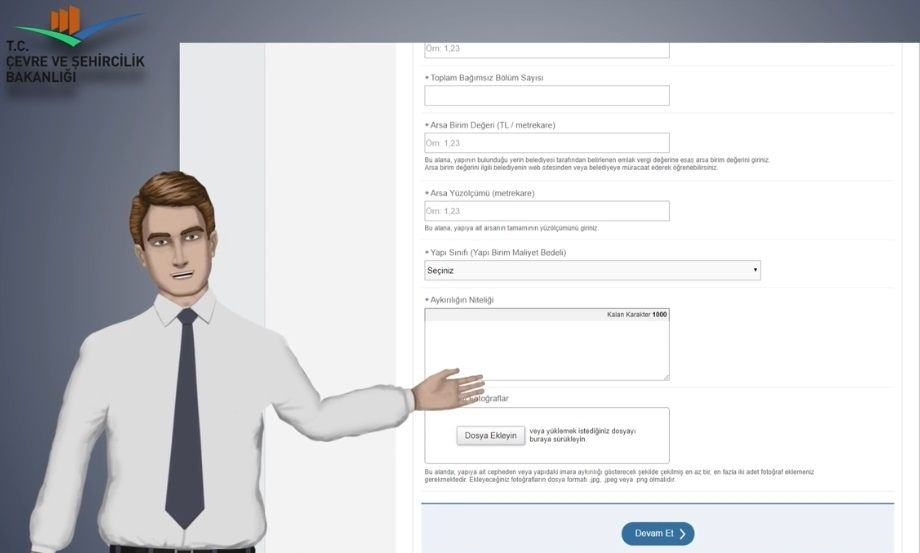 T.C.
ÇEVRE VE ŞEHİRCİLİK
BAKANLIĞI
Örn: 1,23
* Toplam Bağımsız Bölüm Sayısı
* Arsa Birim Değeri (TL / metrekare)
Örn: 1,23
Bu alana, yapının bulunduğu yerin belediyesi tarafından belirlenen emlak vergi değerine esas arsa birim değerini giriniz.
Arsa birim değerini ilgili belediyenin web sitesinden veya belediyeye müracaat ederek öğrenebilirsiniz.
* Arsa Yüzölçümü (metrekare)
Örn: 1,23
Bu alana, yapıya ait arsanın tamamının yüzölçümünü giriniz.
* Yapı Sınıfı (Yapı Birim Maliyet Bedeli)
Seçiniz
* Aykırılığın Niteliği
Kalan Karakter 1000
Fotoğraflar
Dosya Ekleyin
veya yüklemek istediğiniz dosyayı
buraya sürükleyin.
Bu alanda, yapıya ait cepheden veya yapıdaki imara aykırılığı gösterecek şekilde çekilmiş en az bir, en fazla iki adet fotoğraf eklemeniz
gerekmektedir. Ekleyeceğiniz fotoğrafların dosya formatı .jpg, .jpeg veya .png olmalıdır.
Devam Et